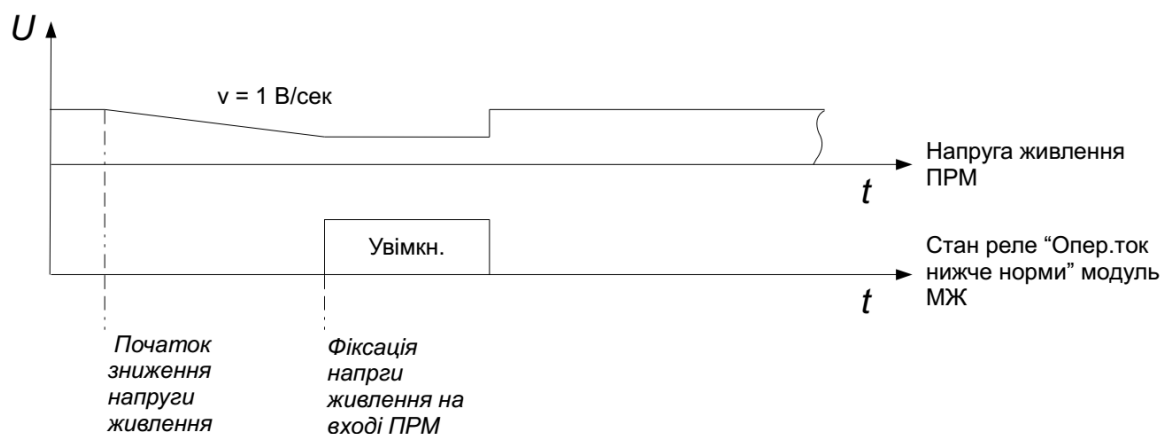 U
v = 1 В/сек
Напруга живлення
ПРМ
t
Увімкн.
Стан реле “Опер.ток
нижче норми” модуль
МЖ
t
Початок
зниження
напруги
живлення
Фіксація
напрги
живлення на
вході ПРМ